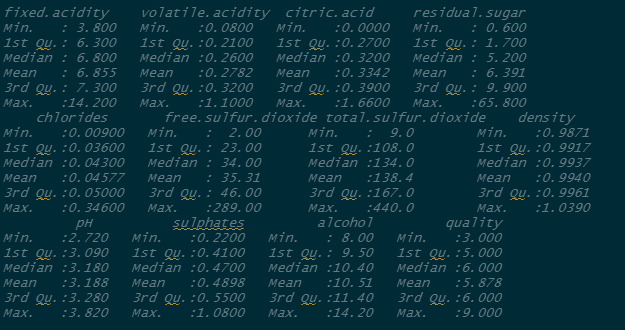 fixed.acidity    volatile.acidity  citric.acid     residual.sugar
Min.   : 3.800   Min.   :0.0800   Min.   :0.0000   Min.   : 0.600
1st Qu.: 6.300   1st Qu.:0.2100   1st Qu.:0.2700   1st Qu.: 1.700
Median : 6.800   Median :0.2600   Median :0.3200   Median : 5.200
Mean   : 6.855   Mean   :0.2782   Mean   :0.3342   Mean   : 6.391
3rd Qu.: 7.300   3rd Qu.:0.3200   3rd Qu.:0.3900   3rd Qu.: 9.900
Max.   :14.200   Max.   :1.1000   Max.   :1.6600   Max.   :65.800
chlorides       free.sulfur.dioxide total.sulfur.dioxide    density
Min.   :0.00900   Min.   :  2.00      Min.   :  9.0        Min.   :0.9871
1st Qu.:0.03600   1st Qu.: 23.00      1st Qu.:108.0        1st Qu.:0.9917
Median :0.04300   Median : 34.00      Median :134.0        Median :0.9937
Mean   :0.04577   Mean   : 35.31      Mean   :138.4        Mean   :0.9940
3rd Qu.:0.05000   3rd Qu.: 46.00      3rd Qu.:167.0        3rd Qu.:0.9961
Max.   :0.34600   Max.   :289.00      Max.   :440.0        Max.   :1.0390
pH          sulphates         alcohol         quality
Min.   :2.720   Min.   :0.2200   Min.   : 8.00   Min.   :3.000
1st Qu.:3.090   1st Qu.:0.4100   1st Qu.: 9.50   1st Qu.:5.000
Median :3.180   Median :0.4700   Median :10.40   Median :6.000
Mean   :3.188   Mean   :0.4898   Mean   :10.51   Mean   :5.878
3rd Qu.:3.280   3rd Qu.:0.5500   3rd Qu.:11.40   3rd Qu.:6.000
Max.   :3.820   Max.   :1.0800   Max.   :14.20   Max.   :9.000